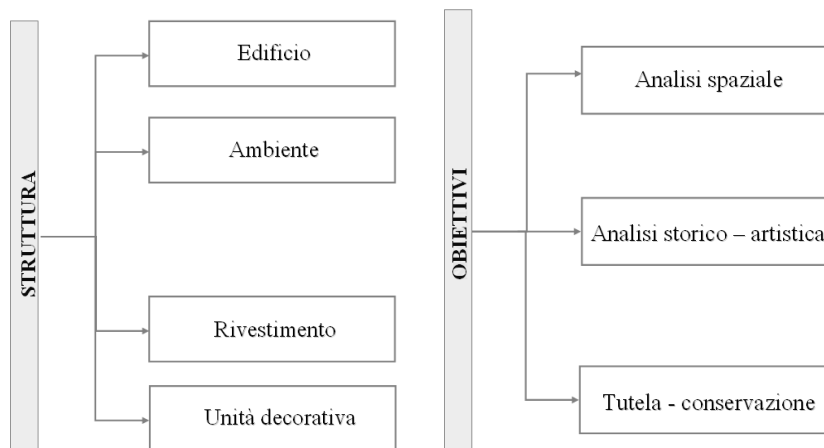 STRUTTURA
Edificio
Ambiente
Rivestimento
Unità decorativa
OBIETTIVI
Analisi spaziale
Analisi storico – artistica
Tutela - conservazione